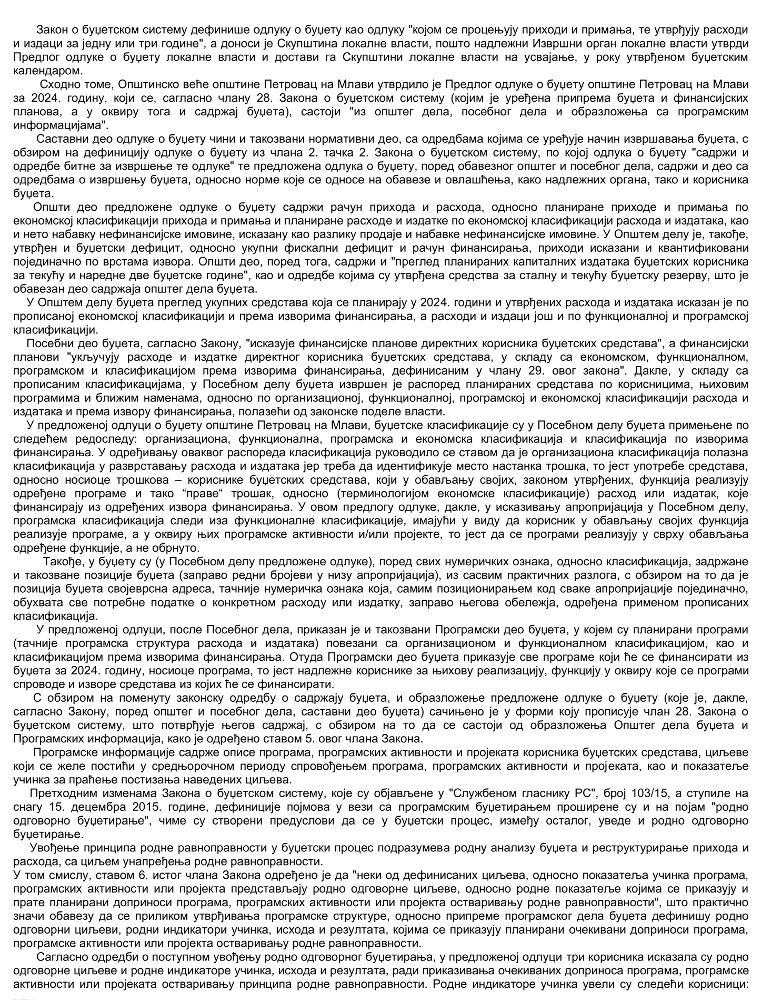 Закон о буџетском систему дефинише одлуку о буџету као одлуку "којом се процењују приходи и примања, те утврђују расходи
и издаци за једну или три године", а доноси је Скупштина локалне власти, пошто надлежни Извршни орган локалне власти утврди
Предлог одлуке о буџету локалне власти и достави га Скупштини локалне власти на усвајање, у року утврђеном буџетским
календаром.
Сходно томе, Општинско веће општине Петровац на Млави утврдило је Предлог одлуке о буџету општине Петровац на Млави
за 2024. годину, који се, сагласно члану 28. Закона о буџетском систему (којим је уређена припрема буџета и финансијских
планова, а у оквиру тога и садржај буџета), састоји "из општег дела, посебног дела и образложења са програмским
информацијама".
Саставни део одлуке о буџету чини и такозвани нормативни део, са одредбама којима се уређује начин извршавања буџета, с
обзиром на дефиницију одлуке о буџету из члана 2. тачка 2. Закона о буџетском систему, по којој одлука о буџету "садржи и
одредбе битне за извршење те одлуке" те предложена одлука о буџету, поред обавезног општег и посебног дела, садржи и део са
одредбама о извршењу буџета, односно норме које се односе на обавезе и овлашћења, како надлежних органа, тако и корисника
буџета.
Општи део предложене одлуке о буџету садржи рачун прихода и расхода, односно планиране приходе и примања по
економској класификацији прихода и примања и планиране расходе и издатке по економској класификацији расхода и издатака, као
и нето набавку нефинансијске имовине, исказану као разлику продаје и набавке нефинансијске имовине. У Општем делу је, такође,
утврђен и буџетски дефицит, односно укупни фискални дефицит и рачун финансирања, приходи исказани и квантификовани
појединачно по врстама извора. Општи део, поред тога, садржи и "преглед планираних капиталних издатака буџетских корисника
за текућу и наредне две буџетске године", као и одредбе којима су утврђена средства за сталну и текућу буџетску резерву, што је
обавезан део садржаја општег дела буџета.
У Општем делу буџета преглед укупних средстава која се планирају у 2024. години и утврђених расхода и издатака исказан је по
прописаној економској класификацији и према изворима финансирања, а расходи и издаци још и по функционалној и програмској
класификацији.
Посебни део буџета, сагласно Закону, "исказује финансијске планове директних корисника буџетских средстава", а финансијски
планови "укључују расходе и издатке директног корисника буџетских средстава, у складу са економском, функционалном,
програмском и класификацијом према изворима финансирања, дефинисаним у члану 29. овог закона". Дакле, у складу са
прописаним класификацијама, у Посебном делу буџета извршен је распоред планираних средстава по корисницима, њиховим
програмима и ближим наменама, односно по организационој, функционалној, програмској и економској класификацији расхода и
издатака и према извору финансирања, полазећи од законске поделе власти.
У предложеној одлуци о буџету општине Петровац на Млави, буџетске класификације су у Посебном делу буџета примењене по
следећем редоследу: организациона, функционална, програмска и економска класификација и класификација по изворима
финансирања. У одређивању оваквог распореда класификација руководило се ставом да је организациона класификација полазна
класификација у разврставању расхода и издатака јер треба да идентификује место настанка трошка, то јест употребе средстава,
односно носиоце трошкова – кориснике буџетских средстава, који у обављању својих, законом утврђених, функција реализују
одређене програме и тако “праве“ трошак, односно (терминологијом економске класификације) расход или издатак, које
финансирају из одређених извора финансирања. У овом предлогу одлуке, дакле, у исказивању апропријација у Посебном делу,
програмска класификација следи иза функционалне класификације, имајући у виду да корисник у обављању својих функција
реализује програме, а у оквиру њих програмске активности и/или пројекте, то јест да се програми реализују у сврху обављања
одређене функције, а не обрнуто.
Такође, у буџету су (у Посебном делу предложене одлуке), поред свих нумеричких ознака, односно класификација, задржане
и такозване позиције буџета (заправо редни бројеви у низу апропријација), из сасвим практичних разлога, с обзиром на то да је
позиција буџета својеврсна адреса, тачније нумеричка ознака која, самим позиционирањем код сваке апропријације појединачно,
обухвата све потребне податке о конкретном расходу или издатку, заправо његова обележја, одређена применом прописаних
класификација.
У предложеној одлуци, после Посебног дела, приказан је и такозвани Програмски део буџета, у којем су планирани програми
(тачније програмска структура расхода и издатака) повезани са организационом и функционалном класификацијом, као и
класификацијом према изворима финансирања. Отуда Програмски део буџета приказује све програме који ће се финансирати из
буџета за 2024. годину, носиоце програма, то јест надлежне кориснике за њихову реализацију, функцију у оквиру које се програми
спроводе и изворе средстава из којих ће се финансирати.
С обзиром на поменуту законску одредбу о садржају буџета, и образложење предложене одлуке о буџету (које је, дакле,
сагласно Закону, поред општег и посебног дела, саставни део буџета) сачињено је у форми коју прописује члан 28. Закона о
буџетском систему, што потврђује његов садржај, с обзиром на то да се састоји од образложења Општег дела буџета и
Програмских информација, како је одређено ставом 5. овог члана Закона.
Програмске информације садрже описе програма, програмских активности и пројеката корисника буџетских средстава, циљеве
који се желе постићи у средњорочном периоду спровођењем програма, програмских активности и пројеката, као и показатеље
учинка за праћење постизања наведених циљева.
Претходним изменама Закона о буџетском систему, које су објављене у "Службеном гласнику РС", број 103/15, а ступиле на
снагу 15. децембра 2015. године, дефиниције појмова у вези са програмским буџетирањем проширене су и на појам "родно
одговорно буџетирање", чиме су створени предуслови да се у буџетски процес, између осталог, уведе и родно одговорно
буџетирање.
Увођење принципа родне равноправности у буџетски процес подразумева родну анализу буџета и реструктурирање прихода и
расхода, са циљем унапређења родне равноправности.
У том смислу, ставом 6. истог члана Закона одређено је да "неки од дефинисаних циљева, односно показатеља учинка програма,
програмских активности или пројекта представљају родно одговорне циљеве, односно родне показатеље којима се приказују и
прате планирани доприноси програма, програмских активности или пројекта остваривању родне равноправности", што практично
значи обавезу да се приликом утврђивања програмске структуре, односно припреме програмског дела буџета дефинишу родно
одговорни циљеви, родни индикатори учинка, исхода и резултата, којима се приказују планирани очекивани доприноси програма,
програмске активности или пројекта остваривању родне равноправности.
Сагласно одредби о поступном увођењу родно одговорног буџетирања, у предложеној одлуци три корисника исказала су родно
одговорне циљеве и родне индикаторе учинка, исхода и резултата, ради приказивања очекиваних доприноса програма, програмске
активности или пројеката остваривању принципа родне равноправности. Родне индикаторе учинка увели су следећи корисници: